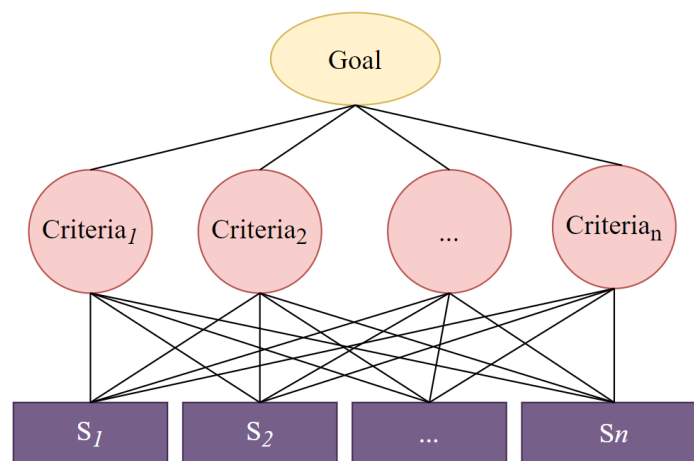 Goal
Criteria₁
Criteria₂
...
Criteriaₙ
S₁
S₂
...
Sn